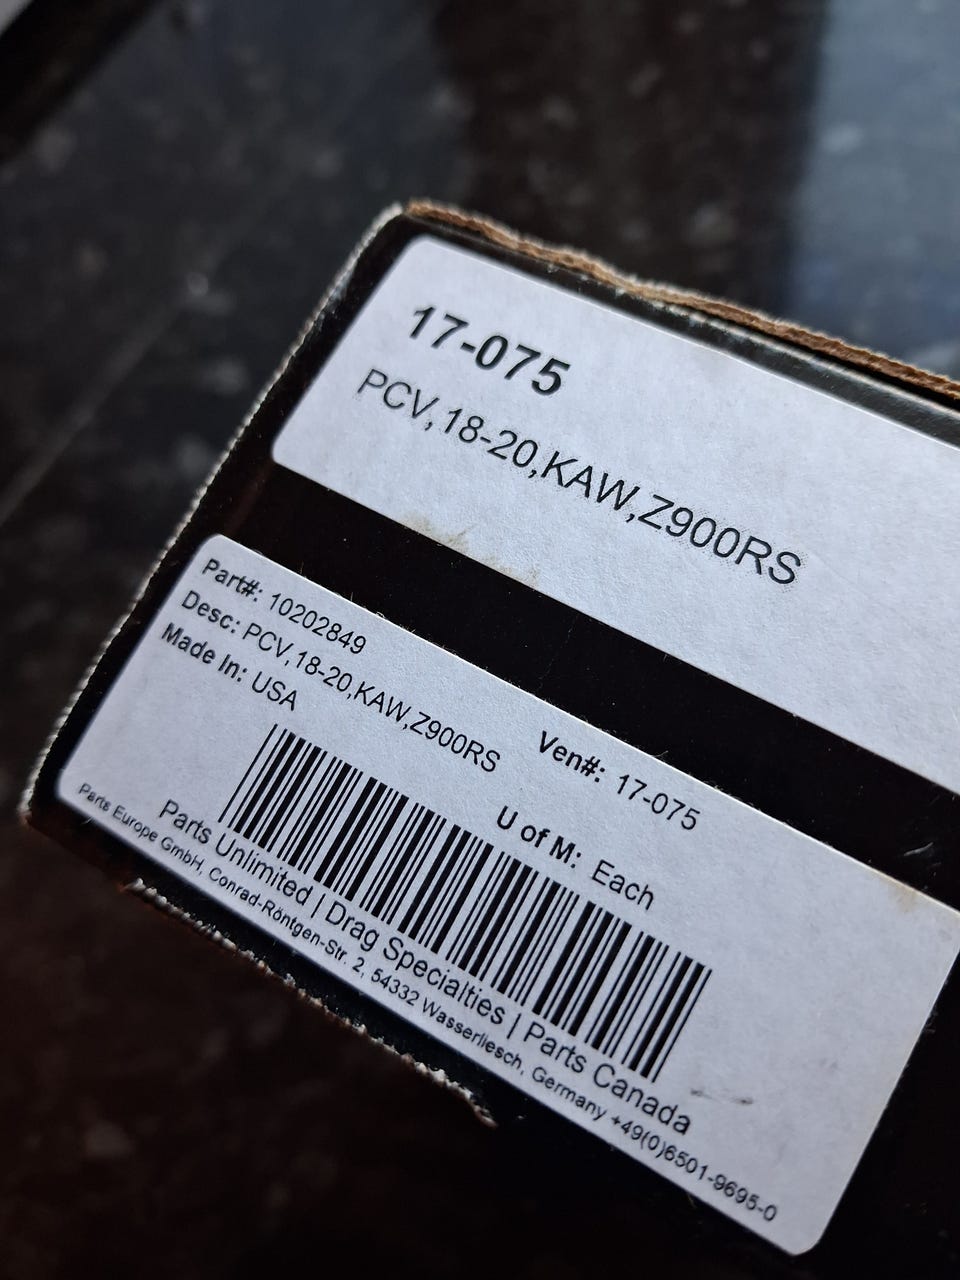 17-075
PCV,18-20,KAW,Z900RS
Part#: 10202849
Desc: PCV,18-20,KAW,Z900RS
Made In: USA
Ven#: 17-075
U of M: Each
Parts Unlimited | Drag Specialties | Parts Canada
Parts Europe GmbH, Conrad-Röntgen-Str. 2, 54332 Wasserliesch, Germany +49(0)6501-9695-0